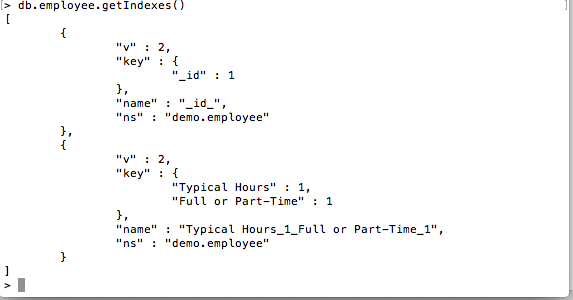 > db.employee.getIndexes()
[
        {
                "v" : 2,
                "key" : {
                        "_id" : 1
                },
                "name" : "_id_",
                "ns" : "demo.employee"
        },
        {
                "v" : 2,
                "key" : {
                        "Typical Hours" : 1,
                        "Full or Part-Time" : 1
                },
                "name" : "Typical Hours_1_Full or Part-Time_1",
                "ns" : "demo.employee"
        }
]
>